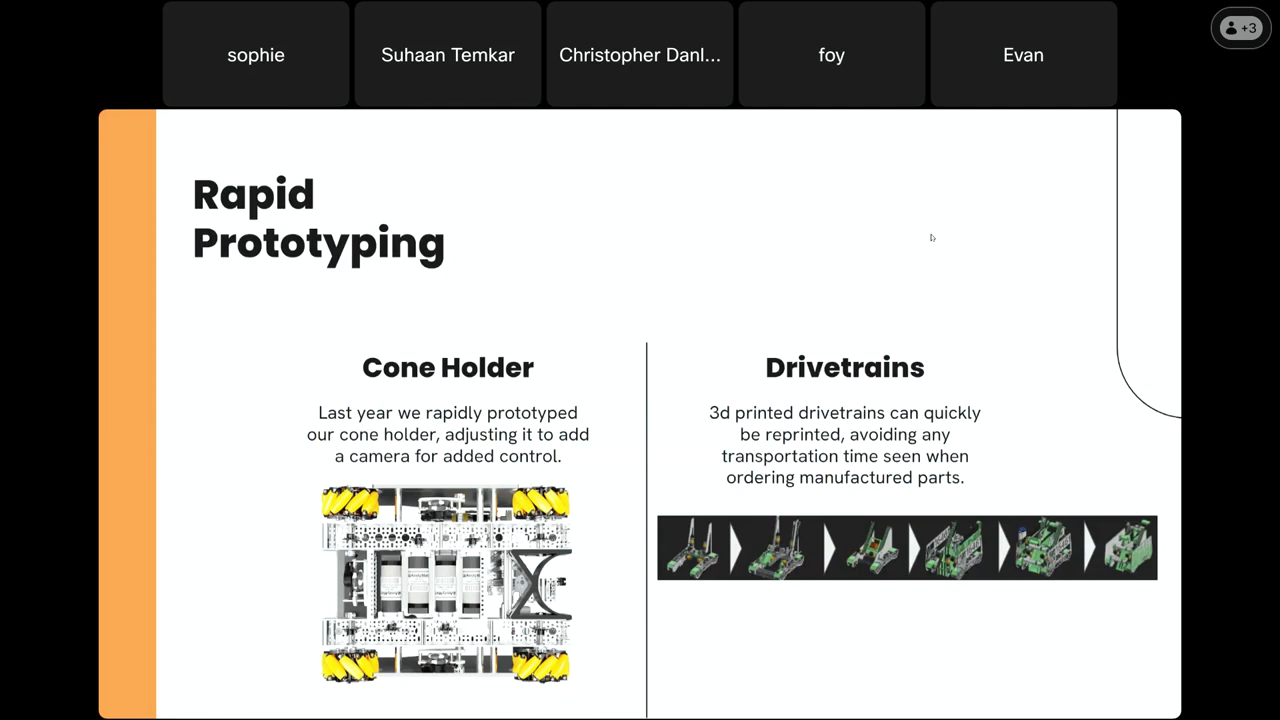 sophie
Suhaan Temkar
Christopher Danl...
foy
Evan
+3
Rapid
Prototyping
Cone Holder
Last year we rapidly prototyped
our cone holder, adjusting it to add
a camera for added control.
Drivetrains
3d printed drivetrains can quickly
be reprinted, avoiding any
transportation time seen when
ordering manufactured parts.